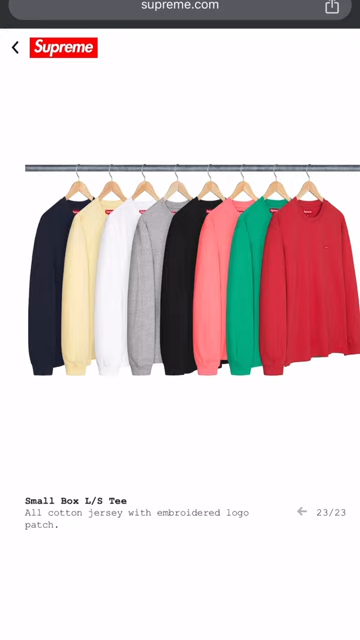 supreme.com
Supreme
Small Box L/S Tee
All cotton jersey with embroidered logo
patch.
23/23